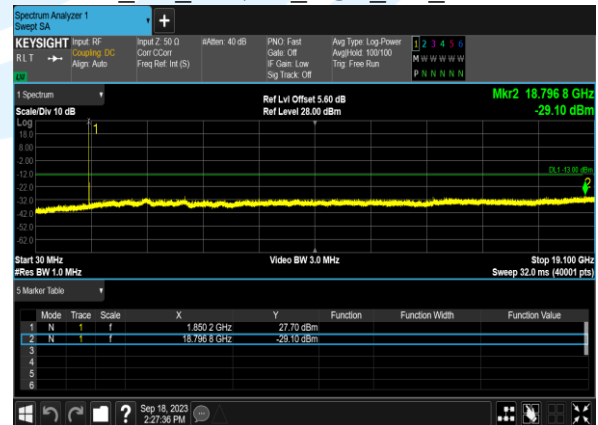 Spectrum Analyzer 1
Swept SA
+
KEYSIGHT Input: RF Input Z: 50 Ω #Atten: 40 dB PNO: Fast Avg Type: Log-Power 1 2 3 4 5 6
RLT Coupling: DC Corr CCorr Gate: Off Avg|Hold: 100/100 M W W W W W
Align: Auto Freq Ref: Int (S) IF Gain: Low Trig: Free Run P N N N N N
LNI Sig Track: Off
1 Spectrum
Scale/Div 10 dB
Ref Lvl Offset 5.60 dB
Ref Level 28.00 dBm
Mkr2 18.796 8 GHz
-29.10 dBm
Log
1
18.0
8.00
-2.00
-12.0
DL1 -13.00 dBm
-22.0
2
-32.0
-42.0
-52.0
-62.0
Start 30 MHz Video BW 3.0 MHz Stop 19.100 GHz
#Res BW 1.0 MHz Sweep 32.0 ms (40001 pts)
5 Marker Table
Mode Trace Scale X Y Function Function Width Function Value
1 N 1 f 1.850 2 GHz 27.70 dBm
2 N 1 f 18.796 8 GHz -29.10 dBm
3
4
5
6
? Sep 18, 2023
2:27:36 PM